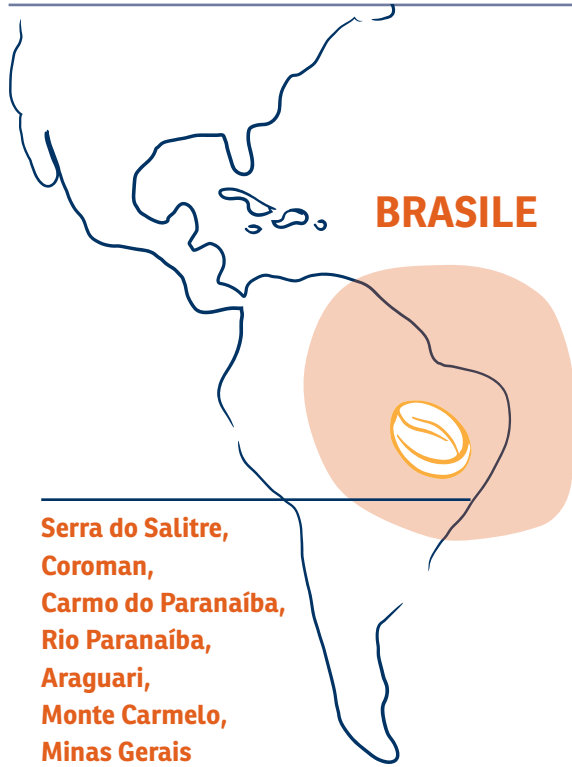 BRASILE
Serra do Salitre,
Coroman,
Carmo do Paranaíba,
Rio Paranaíba,
Araguari,
Monte Carmelo,
Minas Gerais